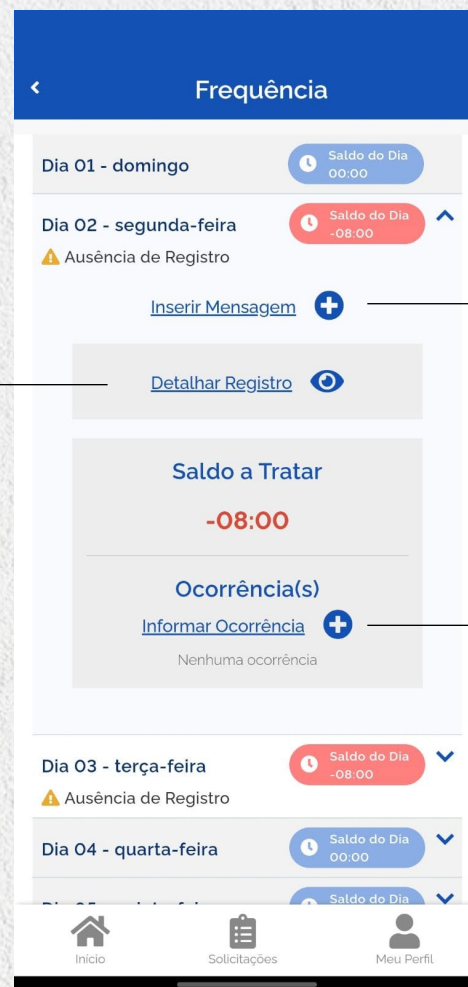 Frequência
Dia 01 - domingo
Saldo do Dia
00:00
Dia 02 - segunda-feira
Saldo do Dia
-08:00
Ausência de Registro
Inserir Mensagem
Detalhar Registro
Saldo a Tratar
-08:00
Ocorrência(s)
Informar Ocorrência
Nenhuma ocorrência
Dia 03 - terça-feira
Saldo do Dia
-08:00
Ausência de Registro
Dia 04 - quarta-feira
Saldo do Dia
00:00
Saldo do Dia
Início
Solicitações
Meu Perfil